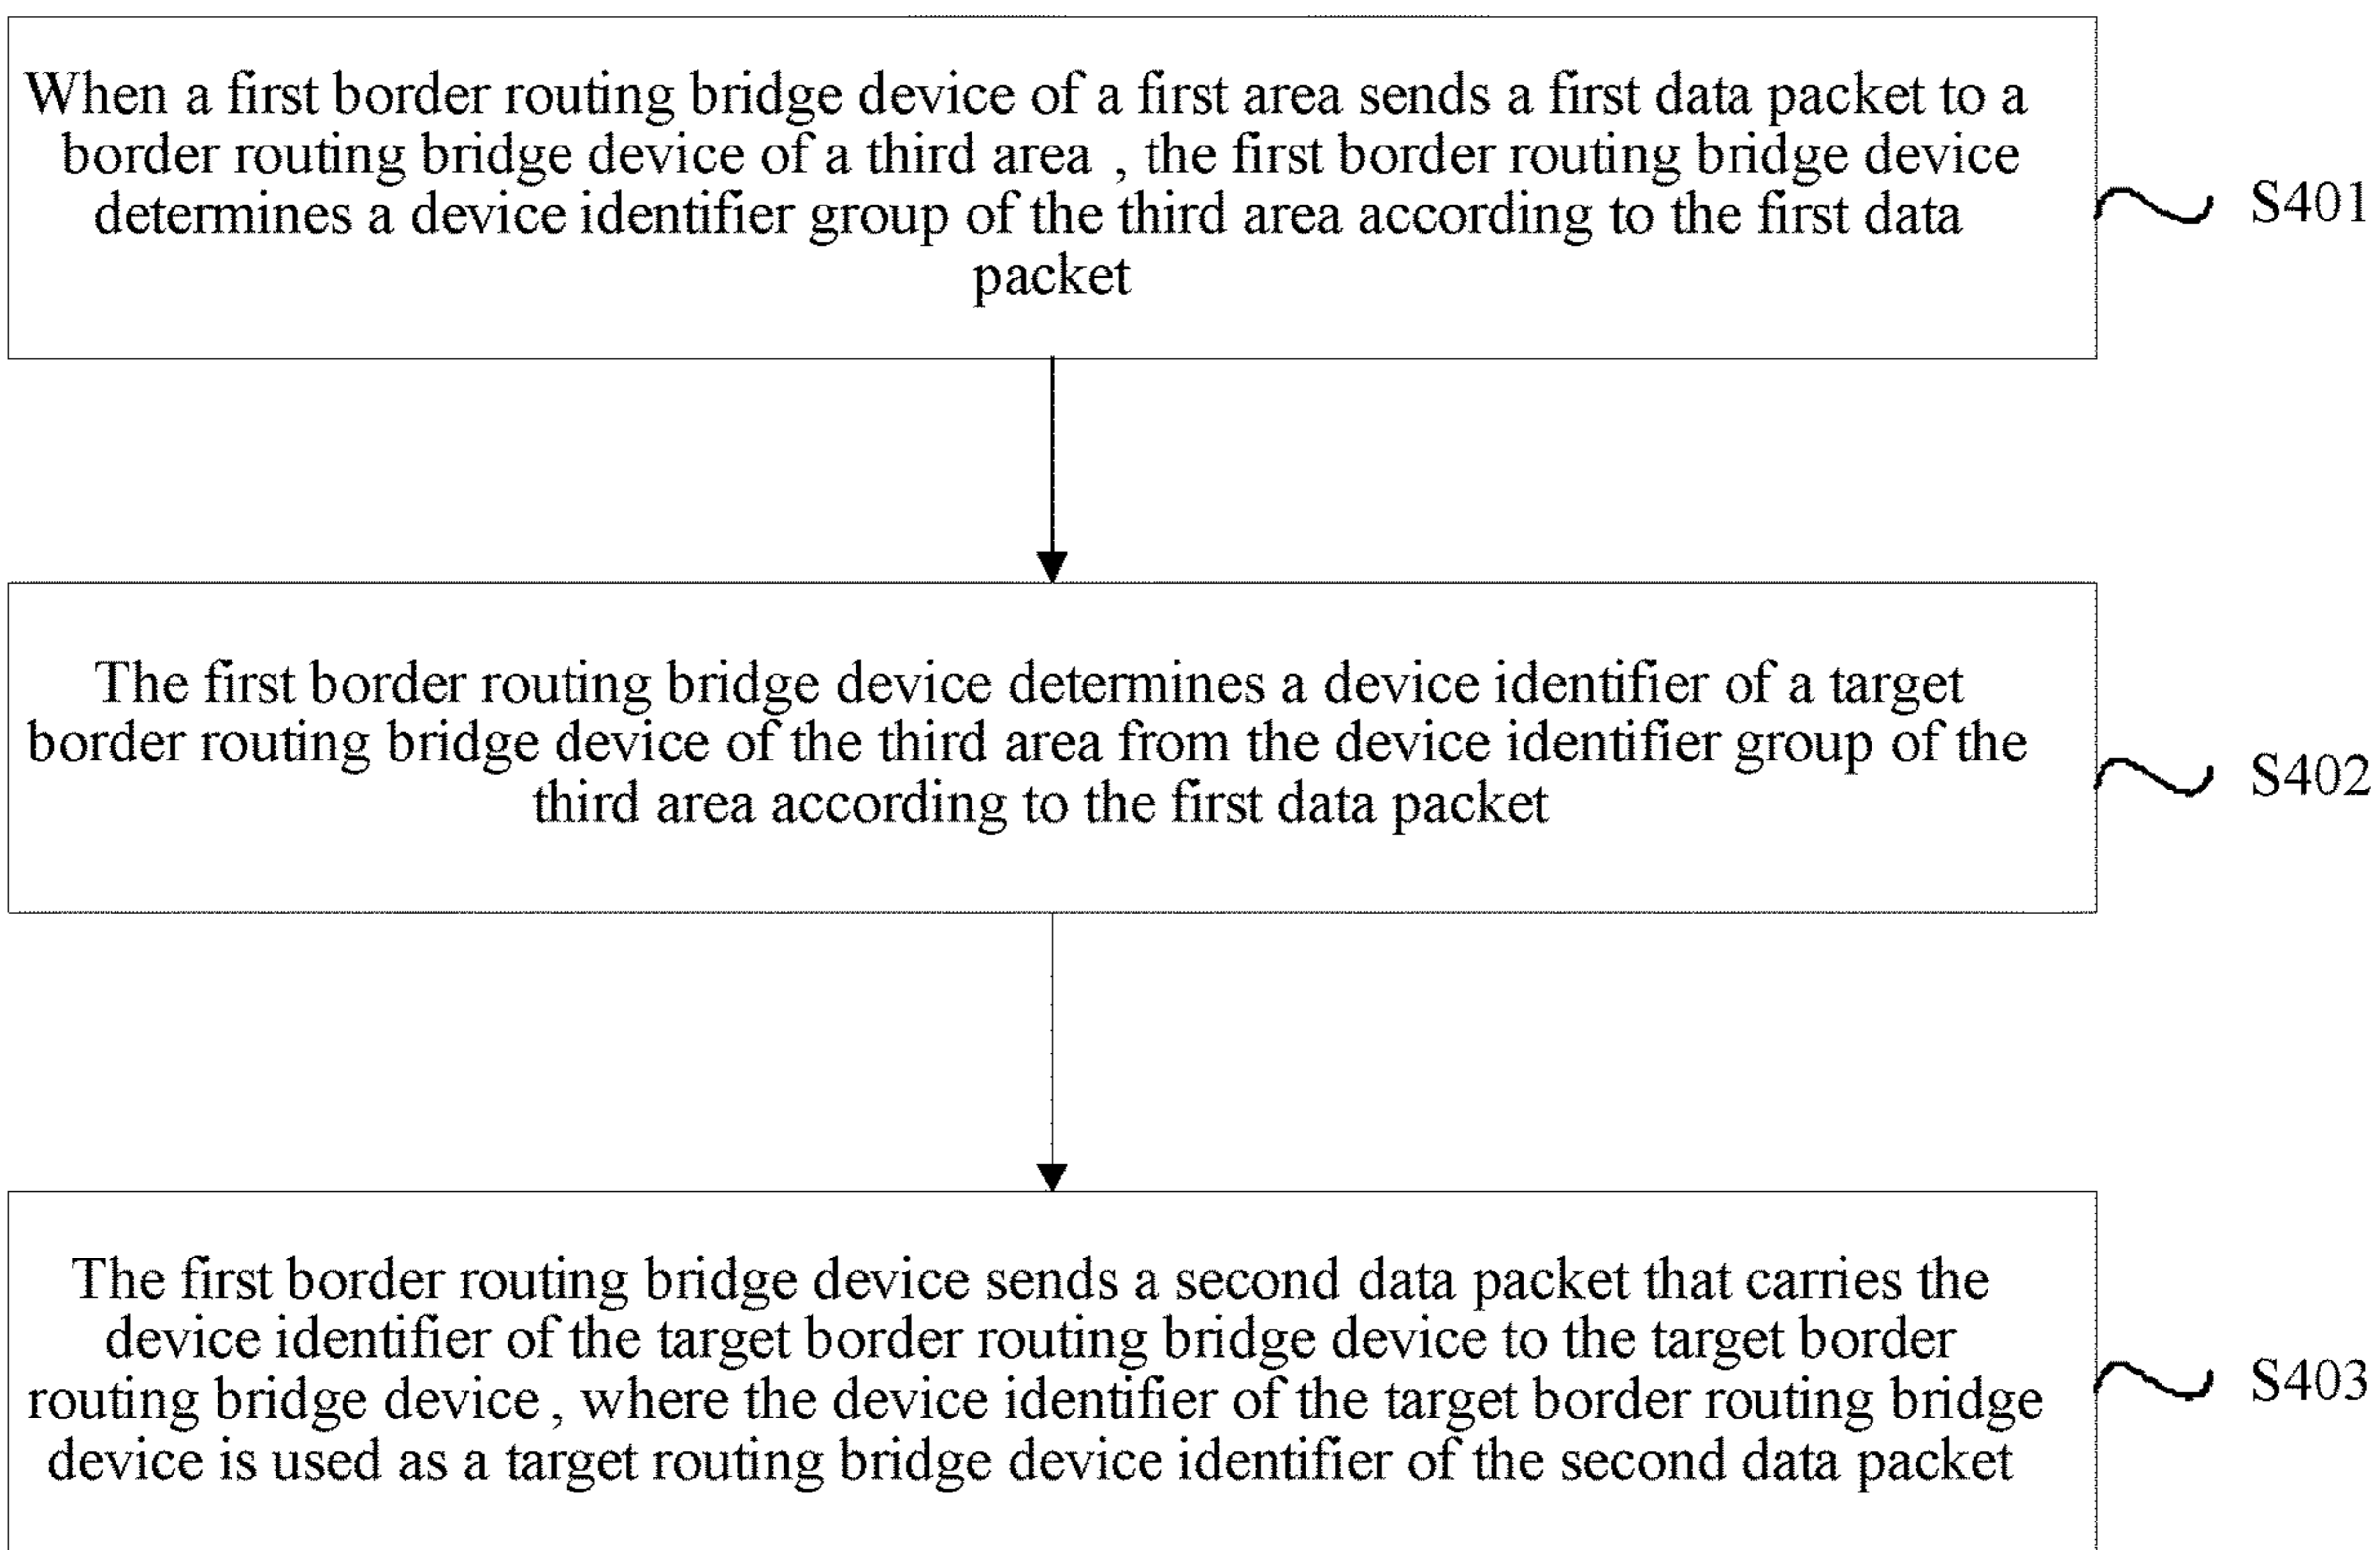 When a first border routing bridge device of a first area sends a first data packet to a
border routing bridge device of a third area , the first border routing bridge device
determines a device identifier group of the third area according to the first data
packet
S401
The first border routing bridge device determines a device identifier of a target
border routing bridge device of the third area from the device identifier group of the
third area according to the first data packet
S402
The first border routing bridge device sends a second data packet that carries the
device identifier of the target border routing bridge device to the target border
routing bridge device , where the device identifier of the target border routing bridge
device is used as a target routing bridge device identifier of the second data packet
S403